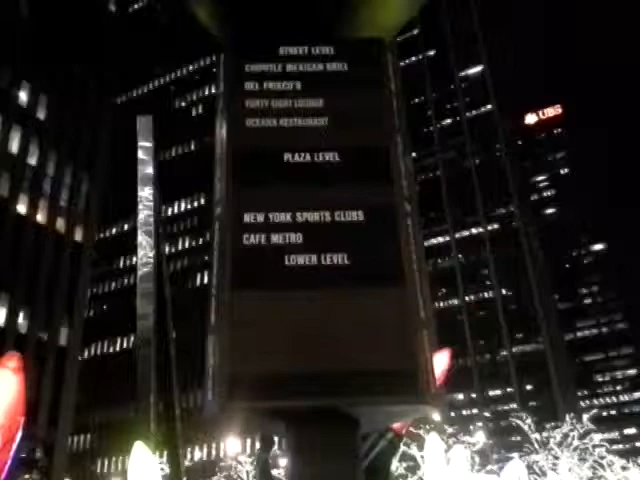 STREET LEVEL
CHIPOTLE MEXICAN GRILL
DEL FRISCO'S
FORTY EIGHT LOUNGE
OCEANA RESTAURANT
PLAZA LEVEL
NEW YORK SPORTS CLUBS
CAFE METRO
LOWER LEVEL
UBS